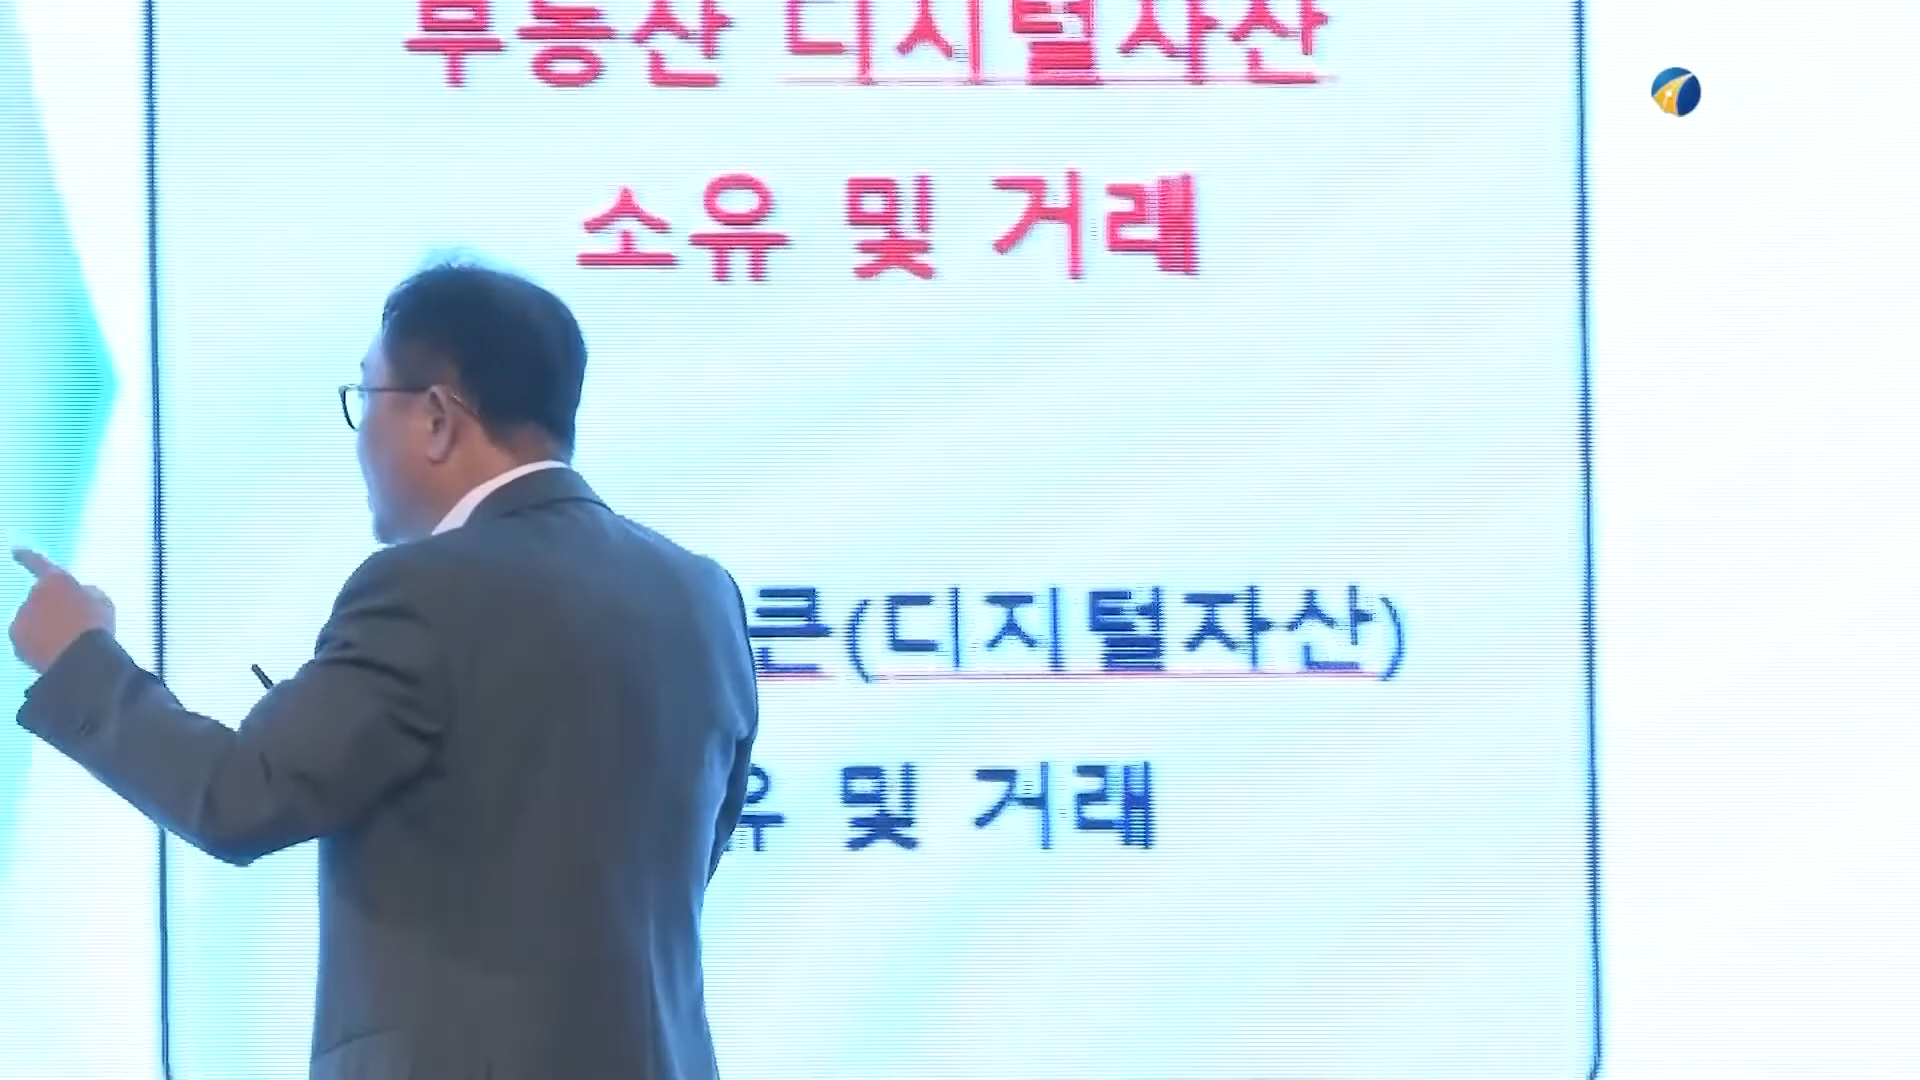 부동산 디지털자산
소유 및 거래
큰(디지털자산)
유 및 거래